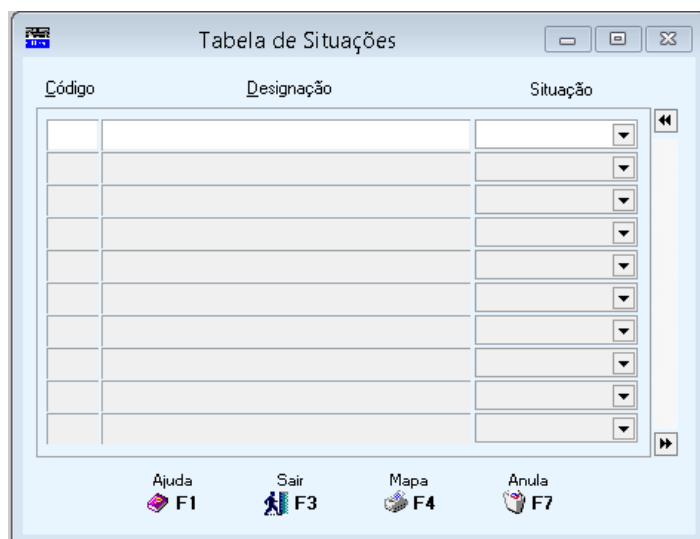 Tabela de Situações
Código Designação Situação
Ajuda Sair Mapa Anula
F1 F3 F4 F7